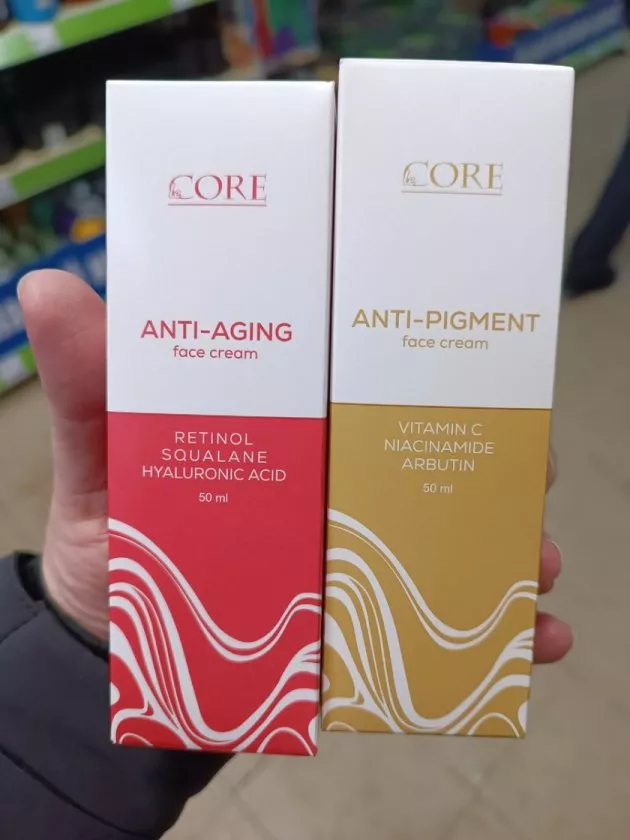 CORE
ANTI-AGING
face cream
RETINOL
SQUALANE
HYALURONIC ACID
50 ml
CORE
ANTI-PIGMENT
face cream
VITAMIN C
NIACINAMIDE
ARBUTIN
50 ml